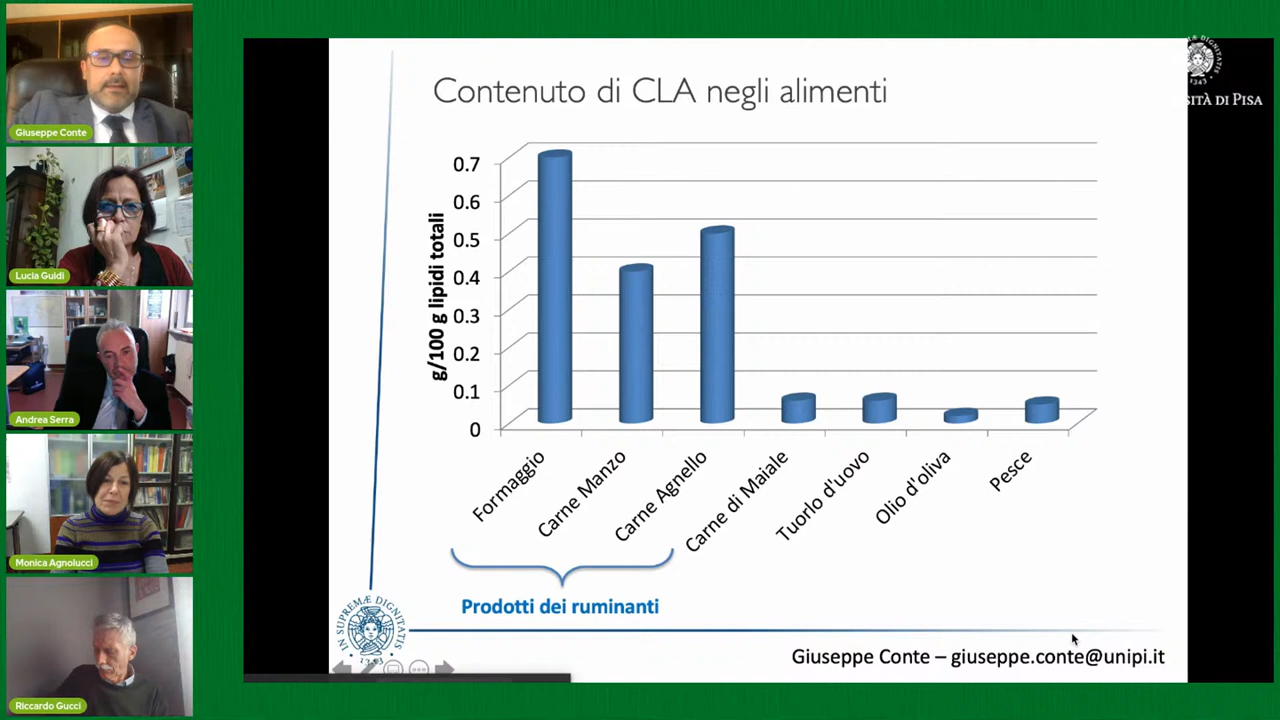 Giuseppe Conte
Lucia Guidi
Andrea Serra
Monica Agnolucci
Riccardo Gucci
Contenuto di CLA negli alimenti
g/100 g lipidi totali
0.7
0.6
0.5
0.4
0.3
0.2
0.1
0
Formaggio
Carne Manzo
Carne Agnello
Carne di Maiale
Tuorlo d'uovo
Olio d'oliva
Pesce
Prodotti dei ruminanti
IN SUPREMÆ DIGNITATIS
1343
Giuseppe Conte – giuseppe.conte@unipi.it
SITÀ DI PISA